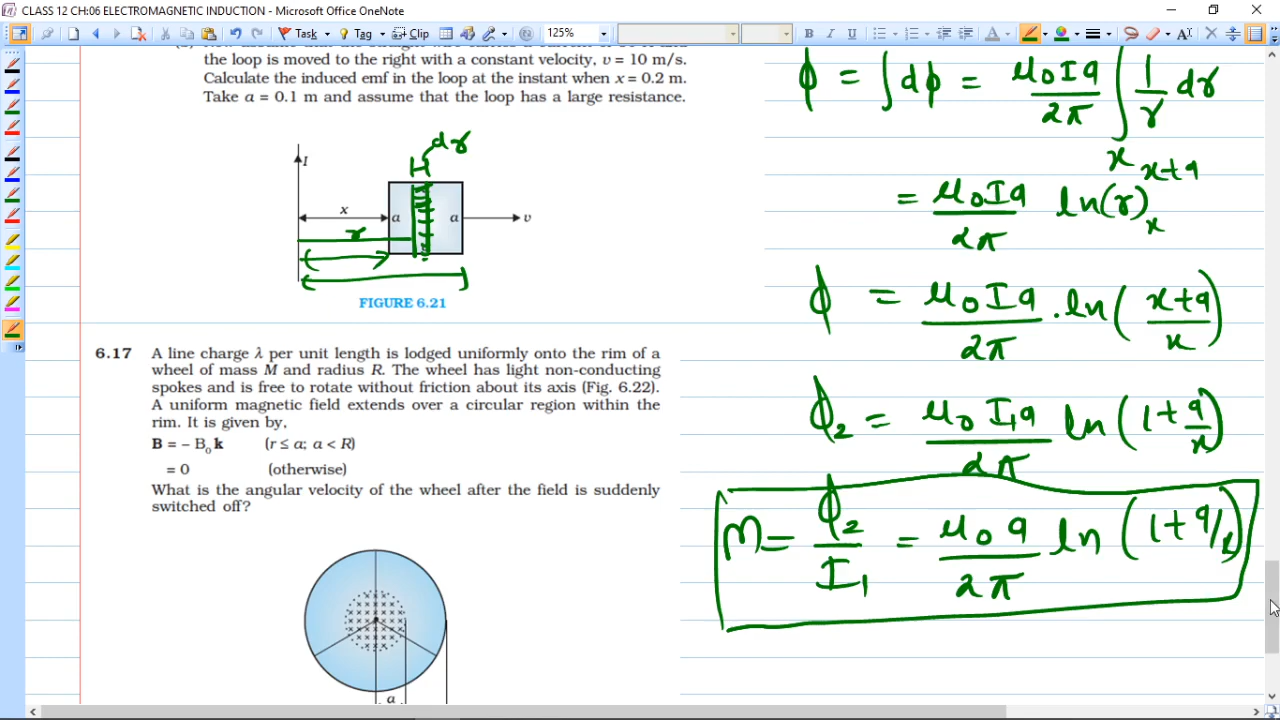 CLASS 12 CH:06 ELECTROMAGNETIC INDUCTION - Microsoft Office OneNote
Task Tag Clip 125% B I U
the loop is moved to the right with a constant velocity, v = 10 m/s.
Calculate the induced emf in the loop at the instant when x = 0.2 m.
Take a = 0.1 m and assume that the loop has a large resistance.
dr
I
x
a
a
v
r
FIGURE 6.21
6.17 A line charge λ per unit length is lodged uniformly onto the rim of a
wheel of mass M and radius R. The wheel has light non-conducting
spokes and is free to rotate without friction about its axis (Fig. 6.22).
A uniform magnetic field extends over a circular region within the
rim. It is given by,
B = − B₀ k (r ≤ a; a < R)
= 0 (otherwise)
What is the angular velocity of the wheel after the field is suddenly
switched off?
a
ϕ = ∫dϕ = μ₀Ia/2π ∫x 1/r dr
= μ₀Ia/2π ln(r) x x+a
ϕ = μ₀Ia/2π . ln(x+a/x)
ϕ₂ = μ₀I₁a/2π ln(1+a/x)
M = ϕ₂/I₁ = μ₀a/2π ln(1+a/x)